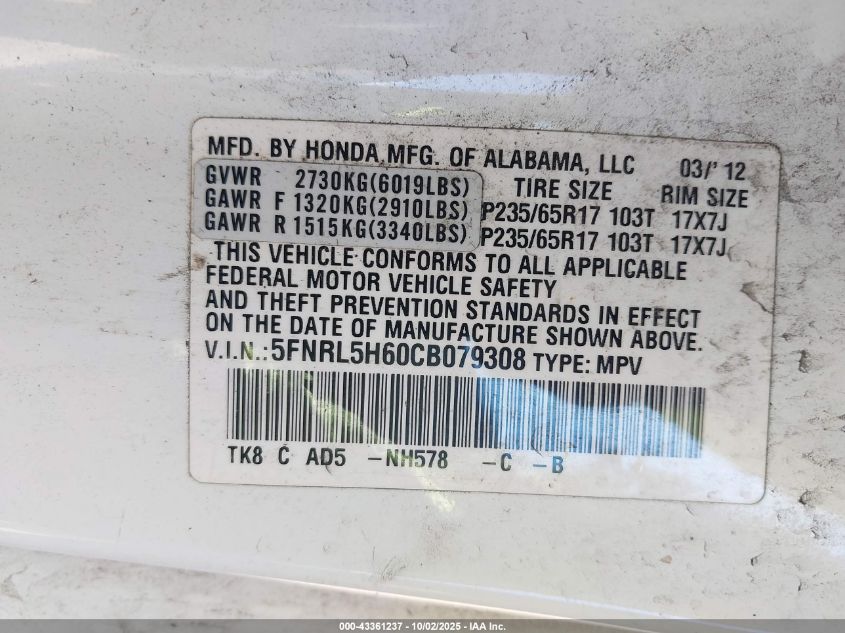 MFD. BY HONDA MFG. OF ALABAMA, LLC 03/'12
GVWR 2730KG(6019LBS) TIRE SIZE RIM SIZE
GAWR F 1320KG(2910LBS) P235/65R17 103T 17X7J
GAWR R 1515KG(3340LBS) P235/65R17 103T 17X7J
THIS VEHICLE CONFORMS TO ALL APPLICABLE
FEDERAL MOTOR VEHICLE SAFETY
AND THEFT PREVENTION STANDARDS IN EFFECT
ON THE DATE OF MANUFACTURE SHOWN ABOVE.
V.I.N.:5FNRL5H60CB079308 TYPE: MPV
TK8 C AD5 -NH578 -C -B
000-43361237 - 10/02/2025 - IAA Inc.